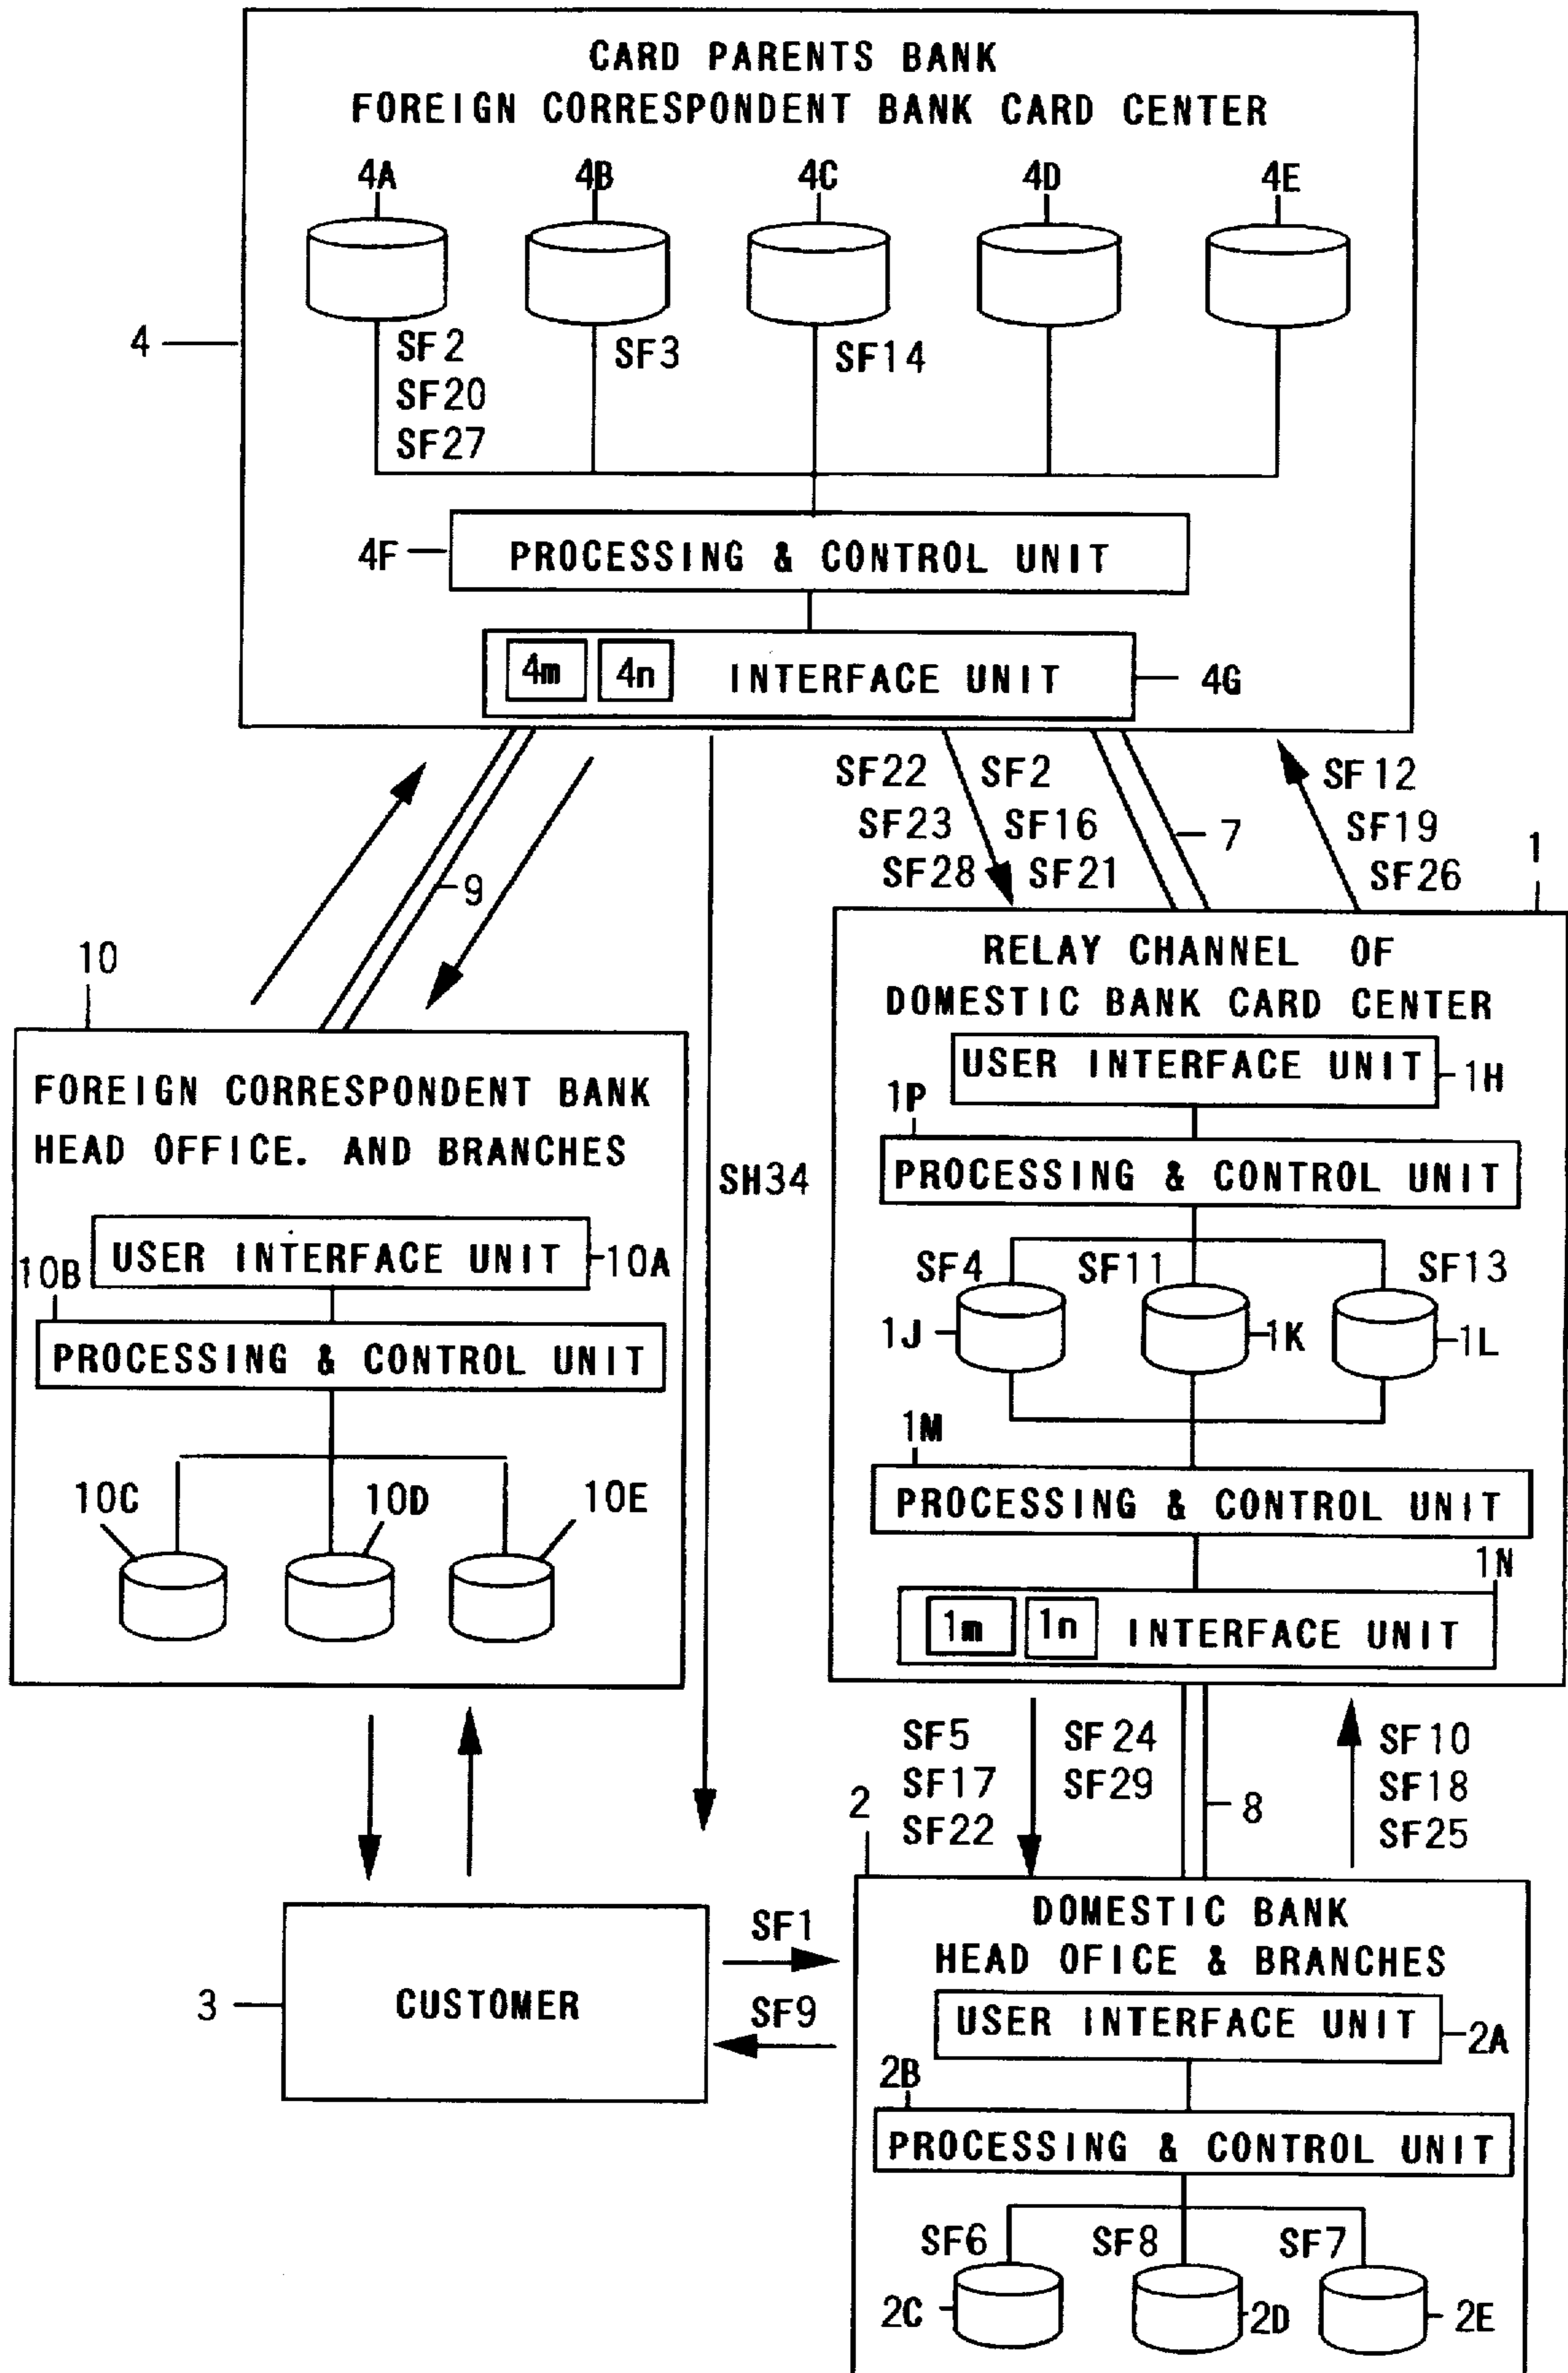 CARD PARENTS BANK
FOREIGN CORRESPONDENT BANK CARD CENTER
4A
4B
4C
4D
4E
4
SF2
SF20
SF27
SF3
SF14
4F
PROCESSING & CONTROL UNIT
4m
4n
INTERFACE UNIT
4G
9
SF22
SF23
SF28
SF2
SF16
SF21
7
SF12
SF19
SF26
1
10
FOREIGN CORRESPONDENT BANK
HEAD OFFICE. AND BRANCHES
USER INTERFACE UNIT
10A
10B
PROCESSING & CONTROL UNIT
10C
10D
10E
SH34
RELAY CHANNEL OF
DOMESTIC BANK CARD CENTER
USER INTERFACE UNIT
1H
1P
PROCESSING & CONTROL UNIT
SF4
SF11
SF13
1J
1K
1L
1M
PROCESSING & CONTROL UNIT
1N
1m
1n
INTERFACE UNIT
SF5
SF17
SF22
SF24
SF29
8
SF10
SF18
SF25
2
3
CUSTOMER
SF1
SF9
DOMESTIC BANK
HEAD OFICE & BRANCHES
USER INTERFACE UNIT
2A
2B
PROCESSING & CONTROL UNIT
SF6
SF8
SF7
2C
2D
2E